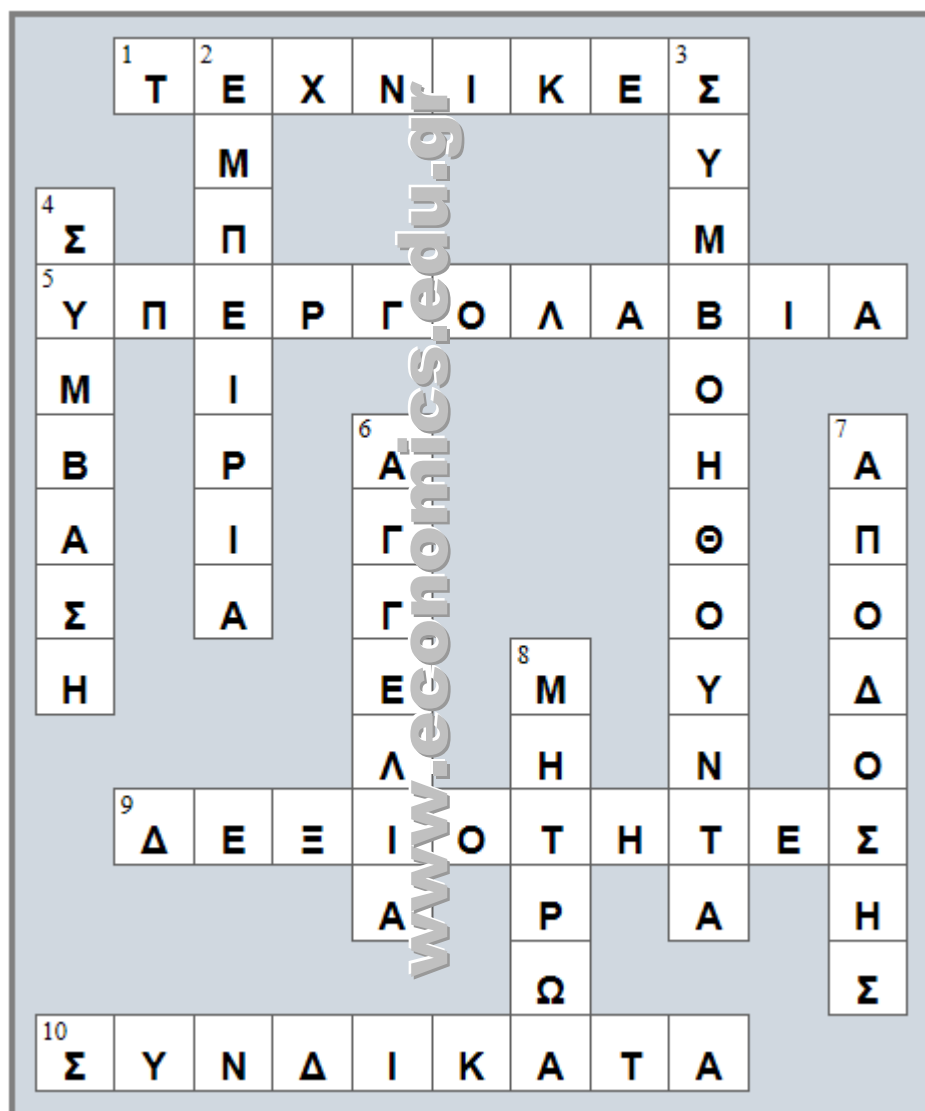 1 ΤΕΧΝΙΚΕΣ
2 ΕΜΠΕΙΡΙΑ
3 ΣΥΜΒΟΗΘΟΥΝΤΑ
4 ΣΥΜΒΑΣΗ
5 ΥΠΕΡΓΟΛΑΒΙΑ
6 ΑΓΓΕΛΙΑ
7 ΑΠΟΔΟΣΗΣ
8 ΜΗΤΡΩΑ
9 ΔΕΞΙΟΤΗΤΕΣ
10 ΣΥΝΔΙΚΑΤΑ
www.economics.edu.gr